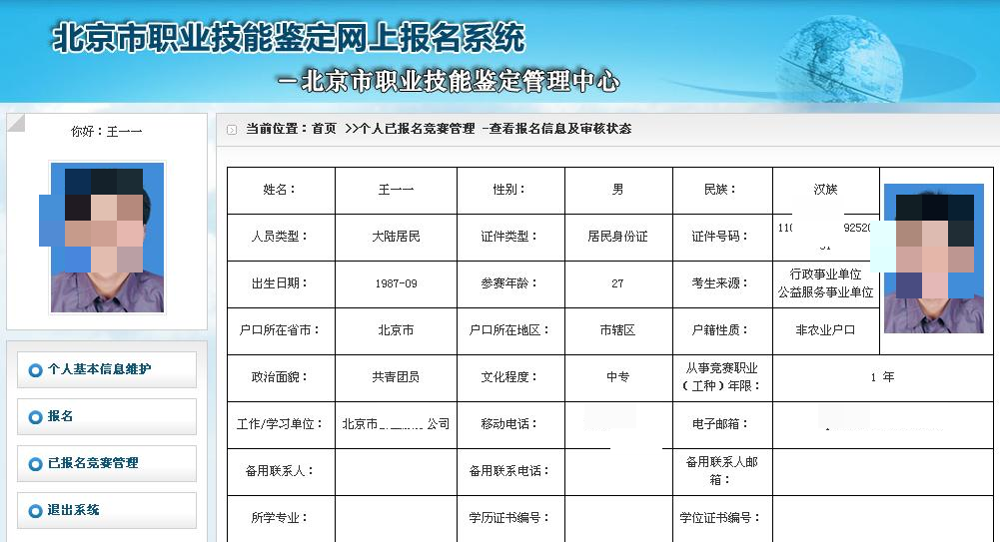 北京市职业技能鉴定网上报名系统
－北京市职业技能鉴定管理中心
你好：王一一
个人基本信息维护
报名
已报名竞赛管理
退出系统
当前位置：首页 >>个人已报名竞赛管理 -查看报名信息及审核状态
姓名： 王一一 性别： 男 民族： 汉族
人员类型： 大陆居民 证件类型： 居民身份证 证件号码：
出生日期： 1987-09 参赛年龄： 27 考生来源： 行政事业单位
公益服务事业单位
户口所在省市： 北京市 户口所在地区： 市辖区 户籍性质： 非农业户口
政治面貌： 共青团员 文化程度： 中专 从事竞赛职业
（工种）年限： 1 年
工作/学习单位： 北京市 公司 移动电话： 电子邮箱：
备用联系人： 备用联系电话： 备用联系人邮
箱：
所学专业： 学历证书编号： 学位证书编号：